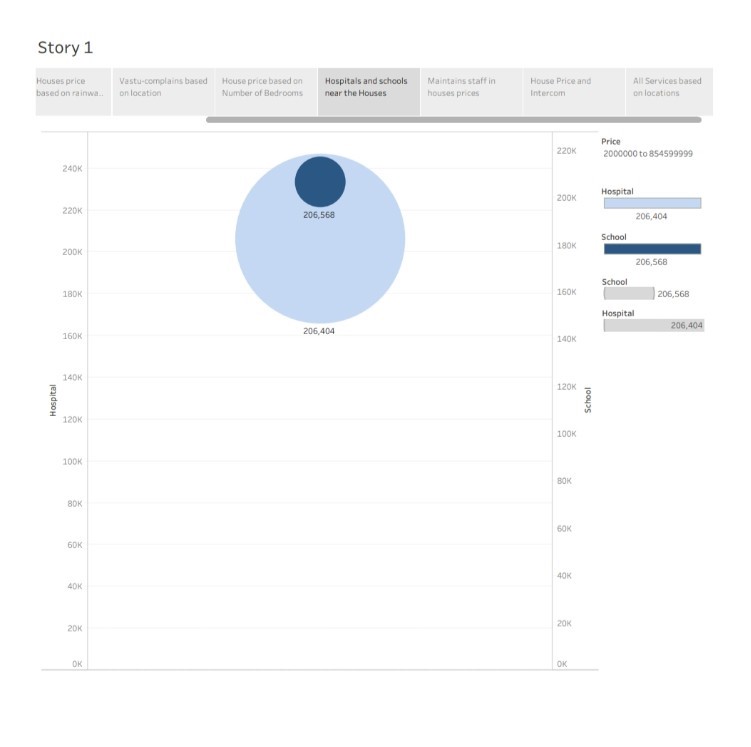 Story 1
Houses price
based on rainwa..
Vastu-complains based
on location
House price based on
Number of Bedrooms
Hospitals and schools
near the Houses
Maintains staff in
houses prices
House Price and
Intercom
All Services based
on locations
240K
220K
200K
180K
160K
140K
120K
100K
80K
60K
40K
20K
0K
Hospital
206,568
206,404
220K
200K
180K
160K
140K
120K
100K
80K
60K
40K
20K
0K
School
Price
2000000 to 854599999
Hospital
206,404
School
206,568
School
206,568
Hospital
206,404